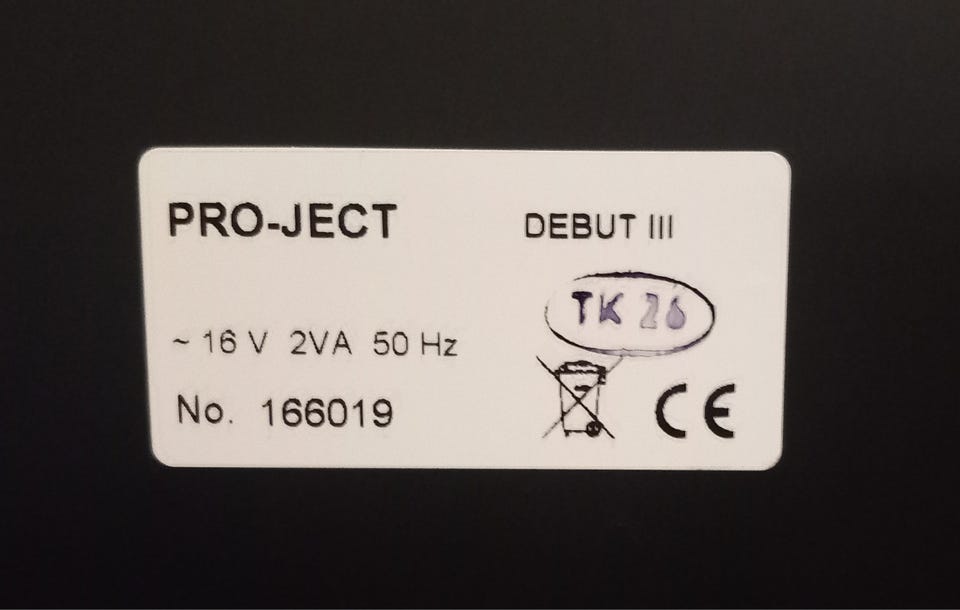 PRO-JECT
DEBUT III
TK 26
~ 16 V 2VA 50 Hz
No. 166019
CE